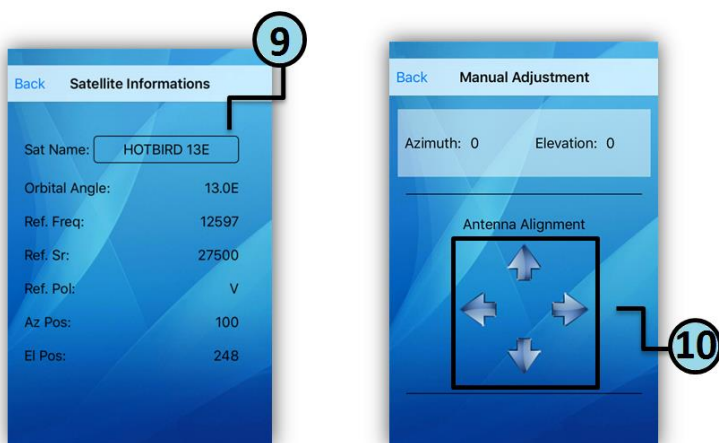 9
Back Satellite Informations
Sat Name: HOTBIRD 13E
Orbital Angle: 13.0E
Ref. Freq: 12597
Ref. Sr: 27500
Ref. Pol: V
Az Pos: 100
El Pos: 248
Back Manual Adjustment
Azimuth: 0 Elevation: 0
Antenna Alignment
10